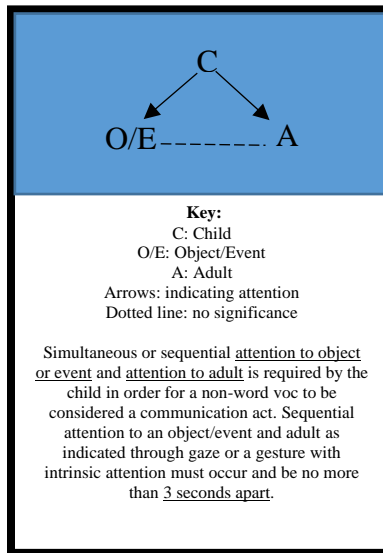 C
O/E A
Key:
C: Child
O/E: Object/Event
A: Adult
Arrows: indicating attention
Dotted line: no significance
Simultaneous or sequential attention to object
or event and attention to adult is required by the
child in order for a non-word voc to be
considered a communication act. Sequential
attention to an object/event and adult as
indicated through gaze or a gesture with
intrinsic attention must occur and be no more
than 3 seconds apart.